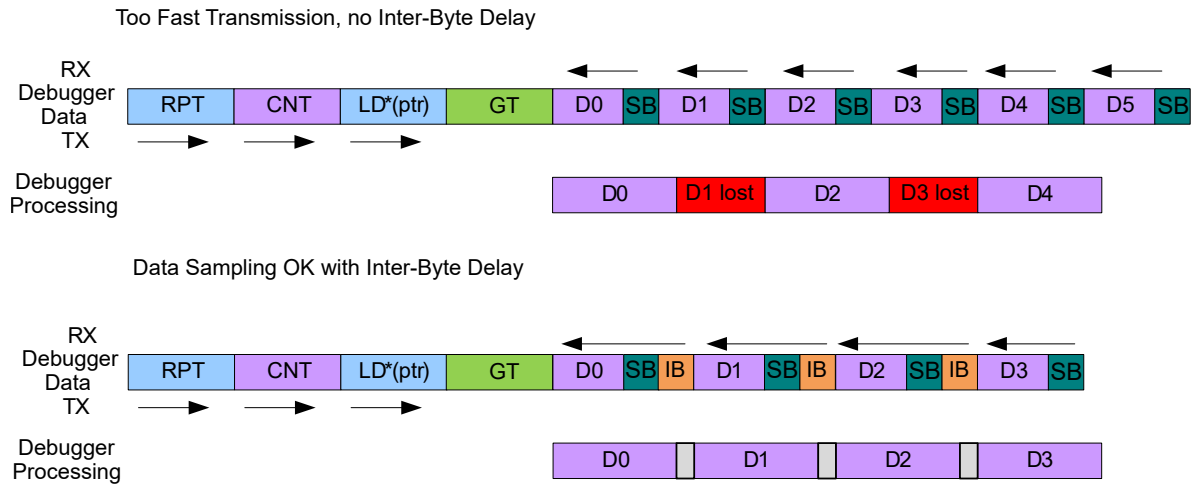 Too Fast Transmission, no Inter-Byte Delay
RX
Debugger
Data
TX
RPT CNT LD*(ptr) GT D0 SB D1 SB D2 SB D3 SB D4 SB D5 SB
Debugger
Processing
D0 D1 lost D2 D3 lost D4
Data Sampling OK with Inter-Byte Delay
RX
Debugger
Data
TX
RPT CNT LD*(ptr) GT D0 SB IB D1 SB IB D2 SB IB D3 SB
Debugger
Processing
D0 D1 D2 D3